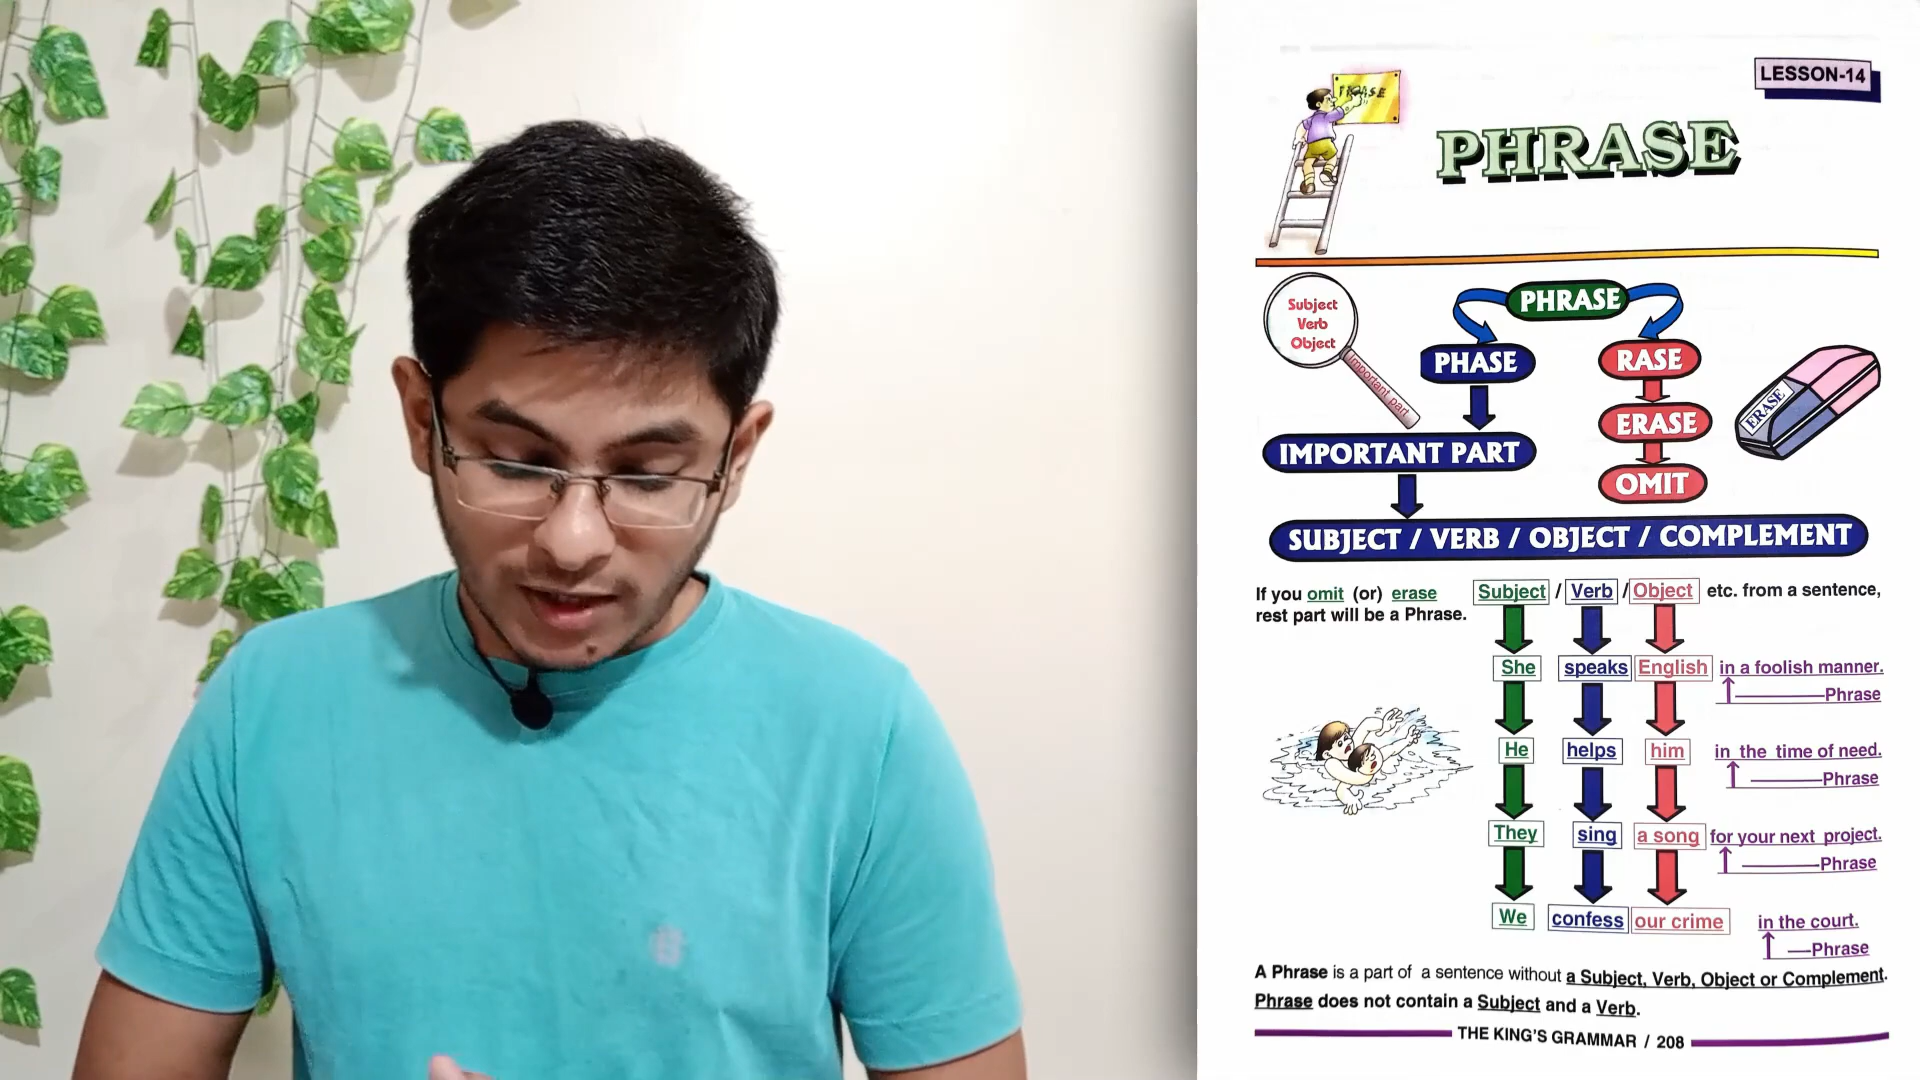 LESSON-14
PHRASE
PHRASE
Subject
Verb
Object
important part
PHRASE
PHASE
RASE
ERASE
ERASE
IMPORTANT PART
OMIT
SUBJECT / VERB / OBJECT / COMPLEMENT
If you omit (or) erase Subject / Verb / Object etc. from a sentence,
rest part will be a Phrase.
She speaks English in a foolish manner.
Phrase
He helps him in the time of need.
Phrase
They sing a song for your next project.
Phrase
We confess our crime in the court.
Phrase
A Phrase is a part of a sentence without a Subject, Verb, Object or Complement.
Phrase does not contain a Subject and a Verb.
THE KING'S GRAMMAR / 208